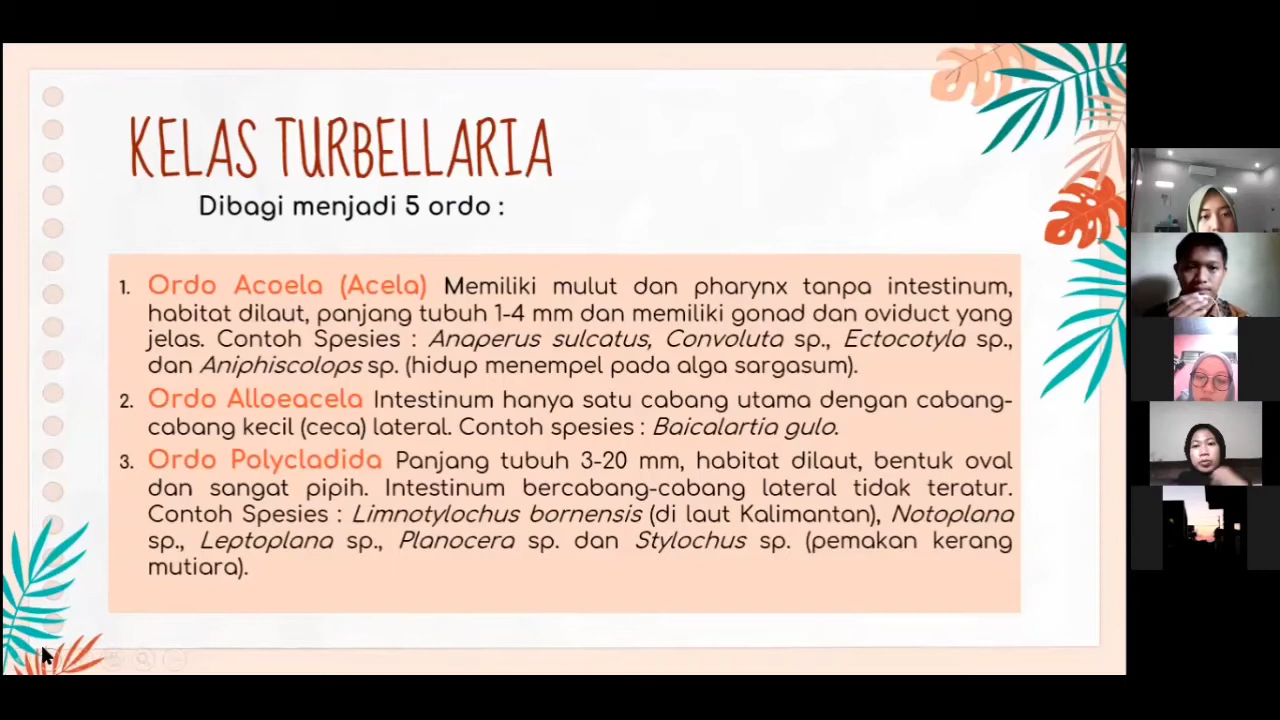 KELAS TURBELLARIA
Dibagi menjadi 5 ordo :
1. Ordo Acoela (Acela) Memiliki mulut dan pharynx tanpa intestinum,
habitat dilaut, panjang tubuh 1-4 mm dan memiliki gonad dan oviduct yang
jelas. Contoh Spesies : Anaperus sulcatus, Convoluta sp., Ectocotyla sp.,
dan Aniphiscolops sp. (hidup menempel pada alga sargasum).
2. Ordo Alloeacela Intestinum hanya satu cabang utama dengan cabang-
cabang kecil (ceca) lateral. Contoh spesies : Baicalartia gulo.
3. Ordo Polycladida Panjang tubuh 3-20 mm, habitat dilaut, bentuk oval
dan sangat pipih. Intestinum bercabang-cabang lateral tidak teratur.
Contoh Spesies : Limnotylochus bornensis (di laut Kalimantan), Notoplana
sp., Leptoplana sp., Planocera sp. dan Stylochus sp. (pemakan kerang
mutiara).